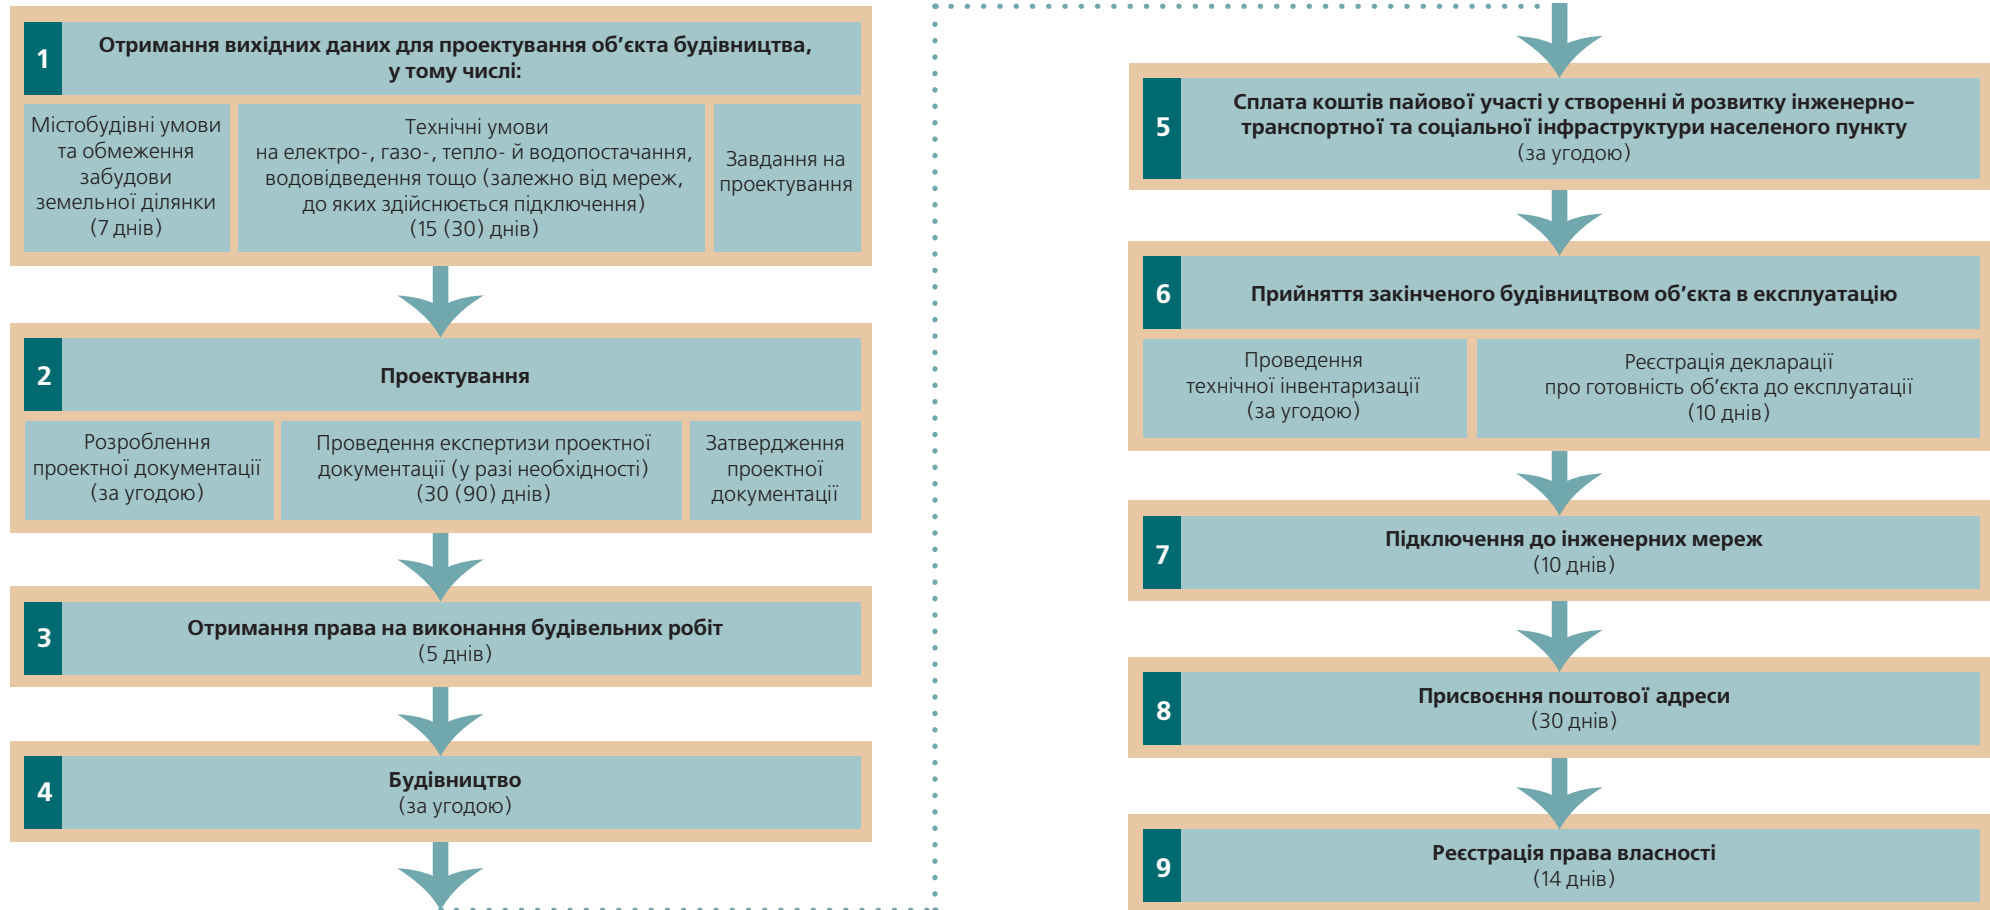 1
Отримання вихідних даних для проектування об’єкта будівництва,
у тому числі:
Містобудівні умови
та обмеження
забудови
земельної ділянки
(7 днів)
Технічні умови
на електро-, газо-, тепло- й водопостачання,
водовідведення тощо (залежно від мереж,
до яких здійснюється підключення)
(15 (30) днів)
Завдання на
проектування
2
Проектування
Розроблення
проектної документації
(за угодою)
Проведення експертизи проектної
документації (у разі необхідності)
(30 (90) днів)
Затвердження
проектної
документації
3
Отримання права на виконання будівельних робіт
(5 днів)
4
Будівництво
(за угодою)
5
Сплата коштів пайової участі у створенні й розвитку інженерно-
транспортної та соціальної інфраструктури населеного пункту
(за угодою)
6
Прийняття закінченого будівництвом об’єкта в експлуатацію
Проведення
технічної інвентаризації
(за угодою)
Реєстрація декларації
про готовність об’єкта до експлуатації
(10 днів)
7
Підключення до інженерних мереж
(10 днів)
8
Присвоєння поштової адреси
(30 днів)
9
Реєстрація права власності
(14 днів)